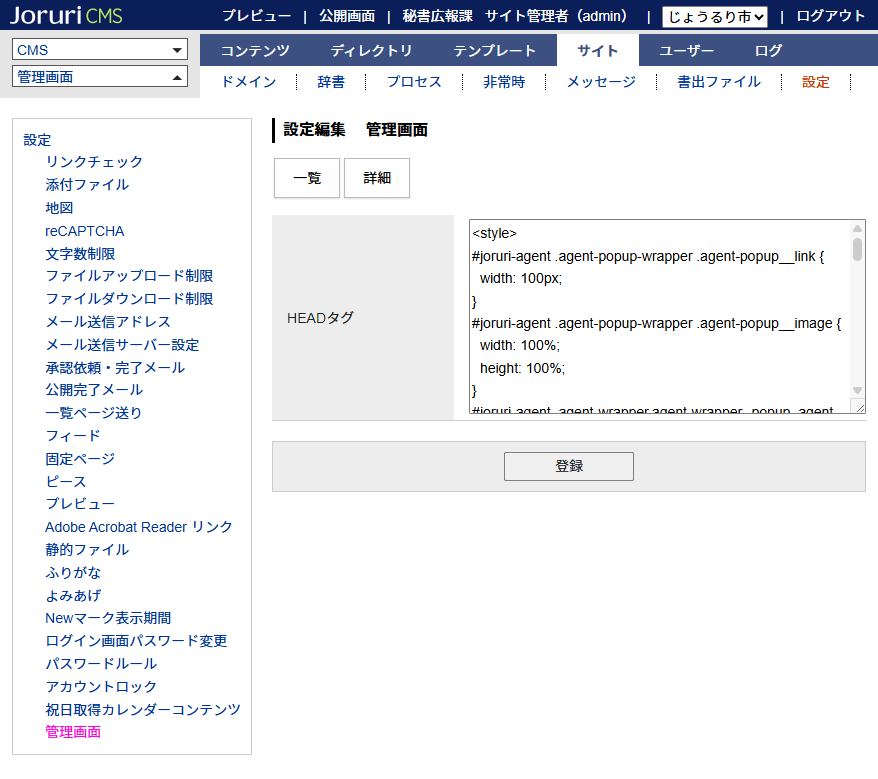 Joruri CMS プレビュー | 公開画面 | 秘書広報課 サイト管理者（admin） | じょうるり市 | ログアウト
CMS
管理画面
コンテンツ ディレクトリ テンプレート サイト ユーザー ログ
ドメイン 辞書 プロセス 非常時 メッセージ 書出ファイル 設定
設定
リンクチェック
添付ファイル
地図
reCAPTCHA
文字数制限
ファイルアップロード制限
ファイルダウンロード制限
メール送信アドレス
メール送信サーバー設定
承認依頼・完了メール
公開完了メール
一覧ページ送り
フィード
固定ページ
ピース
プレビュー
Adobe Acrobat Reader リンク
静的ファイル
ふりがな
よみあげ
Newマーク表示期間
ログイン画面パスワード変更
パスワードルール
アカウントロック
祝日取得カレンダーコンテンツ
管理画面
設定編集 管理画面
一覧 詳細
HEADタグ
<style>
#joruri-agent .agent-popup-wrapper .agent-popup__link {
width: 100px;
}
#joruri-agent .agent-popup-wrapper .agent-popup__image {
width: 100%;
height: 100%;
}
#joruri-agent .agent-wrapper.agent-wrapper--popup .agent
登録